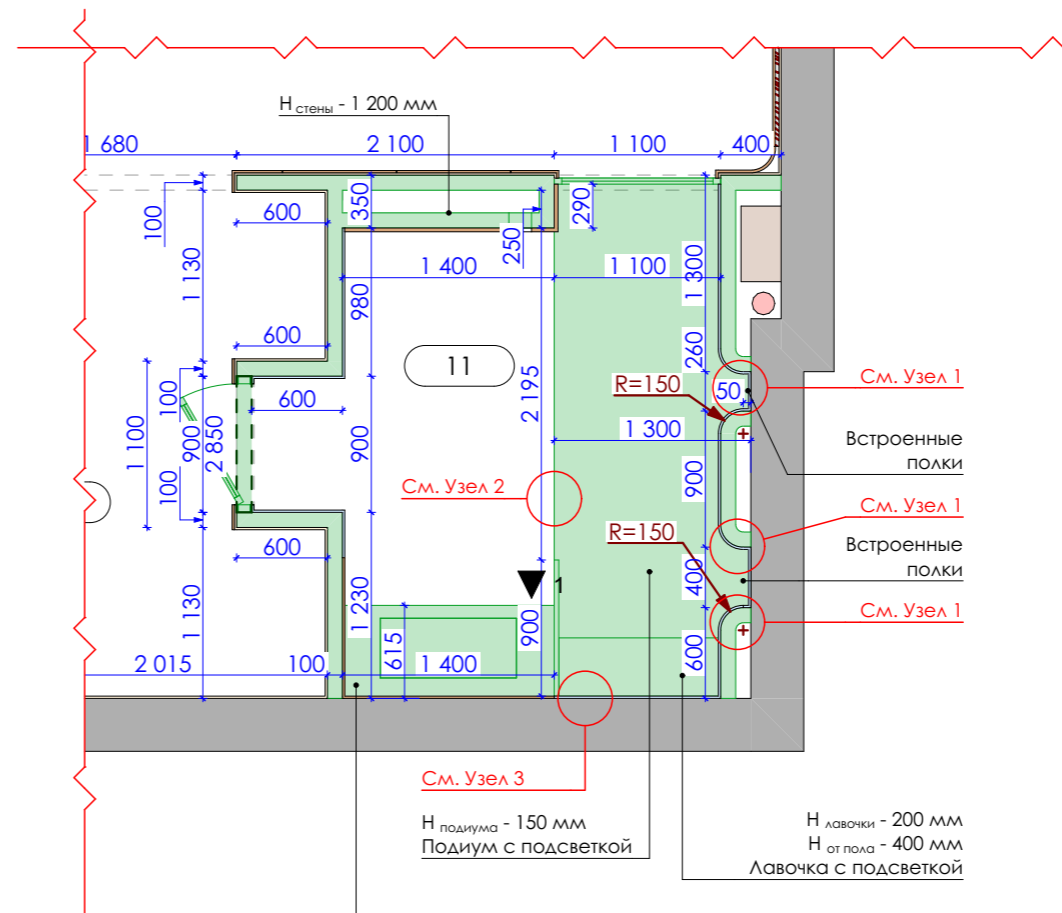 H стены - 1 200 мм
1 680
2 100
1 100
400
100
600
350
250
290
1 130
1 400
1 100
1 300
980
600
11
260
См. Узел 1
R=150
50
100
600
2 195
1 300
Встроенные
полки
1 100
900
2 850
900
См. Узел 2
900
100
См. Узел 1
R=150
600
Встроенные
полки
400
1
1 130
1 230
900
См. Узел 1
615
600
2 015
100
1 400
См. Узел 3
H подиума - 150 мм
Подиум с подсветкой
H лавочки - 200 мм
H от пола - 400 мм
Лавочка с подсветкой